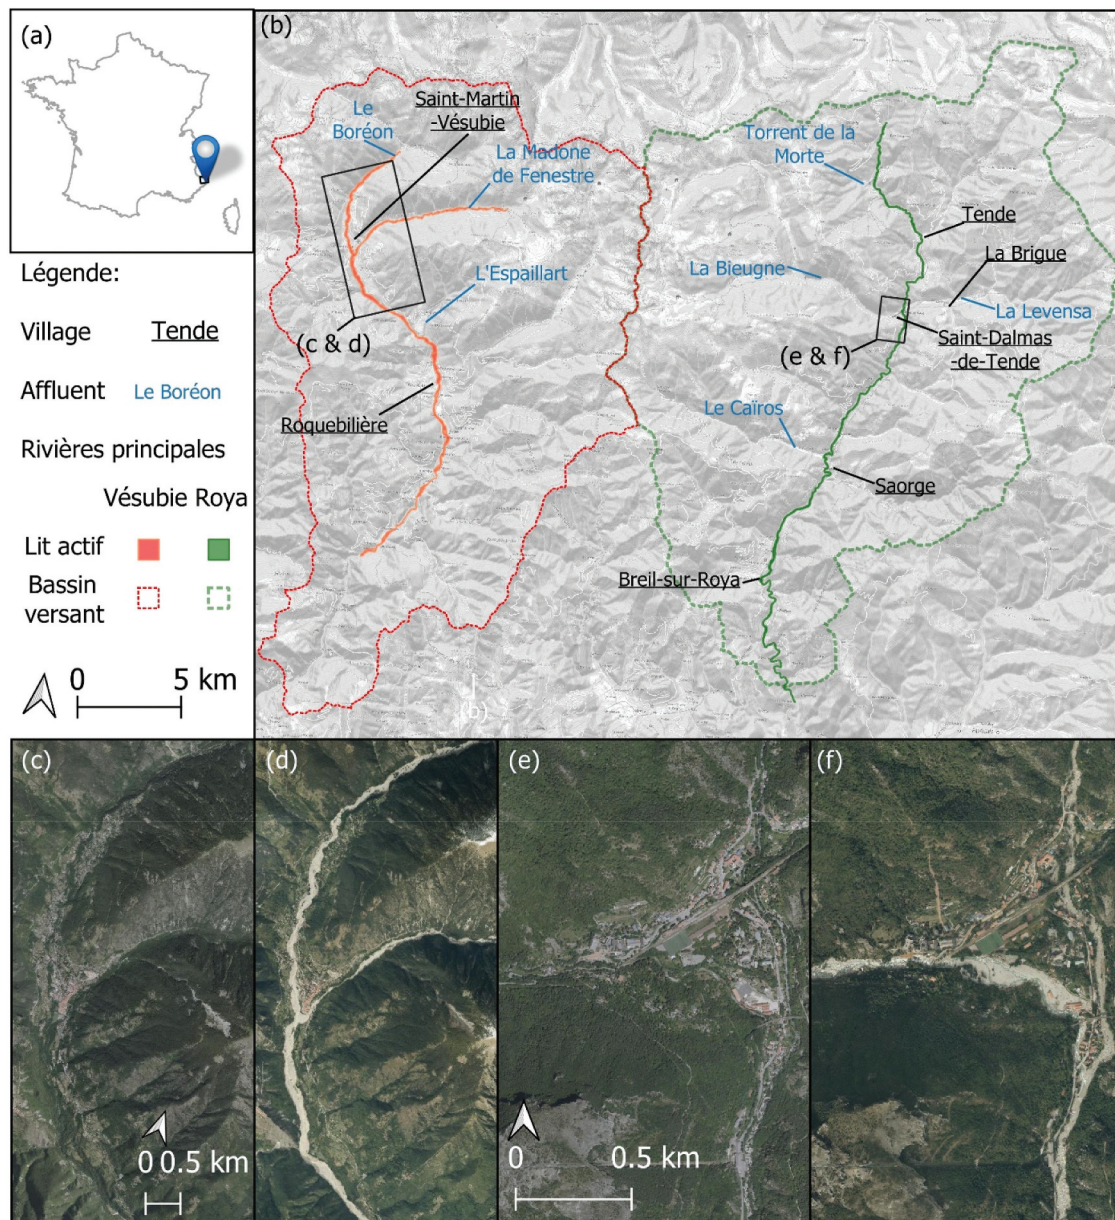 (a)
(b)
Légende:
Village Tende
Affluent Le Boréon
Rivières principales
Vésubie Roya
Lit actif
Bassin
versant
0 5 km
Le
Boréon
Saint-Martin
-Vésubie
La Madone
de Fenestre
L'Espaillart
(c & d)
Roquebilière
Torrent de la
Morte
Tende
La Brigue
La Bieugne
La Levensa
Saint-Dalmas
-de-Tende
(e & f)
Le Caïros
Saorge
Breil-sur-Roya
(b)
(c)
0 0.5 km
(d)
(e)
0 0.5 km
(f)